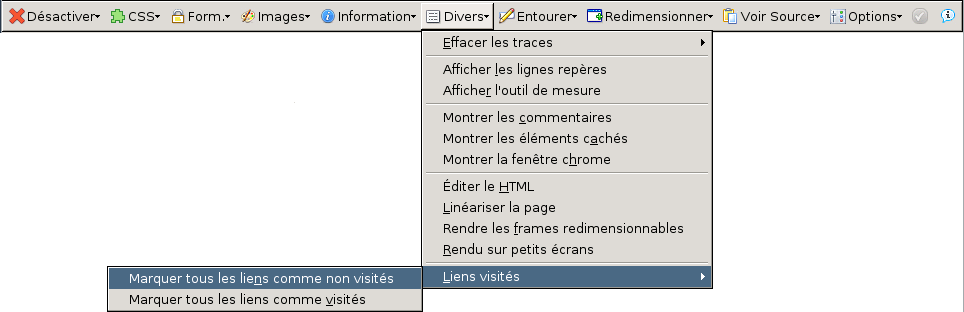 Désactiver CSS Form. Images Information Divers Entourer Redimensionner Voir Source Options
Effacer les traces
Afficher les lignes repères
Afficher l'outil de mesure
Montrer les commentaires
Montrer les éléments cachés
Montrer la fenêtre chrome
Éditer le HTML
Linéariser la page
Rendre les frames redimensionnables
Rendu sur petits écrans
Liens visités
Marquer tous les liens comme non visités
Marquer tous les liens comme visités